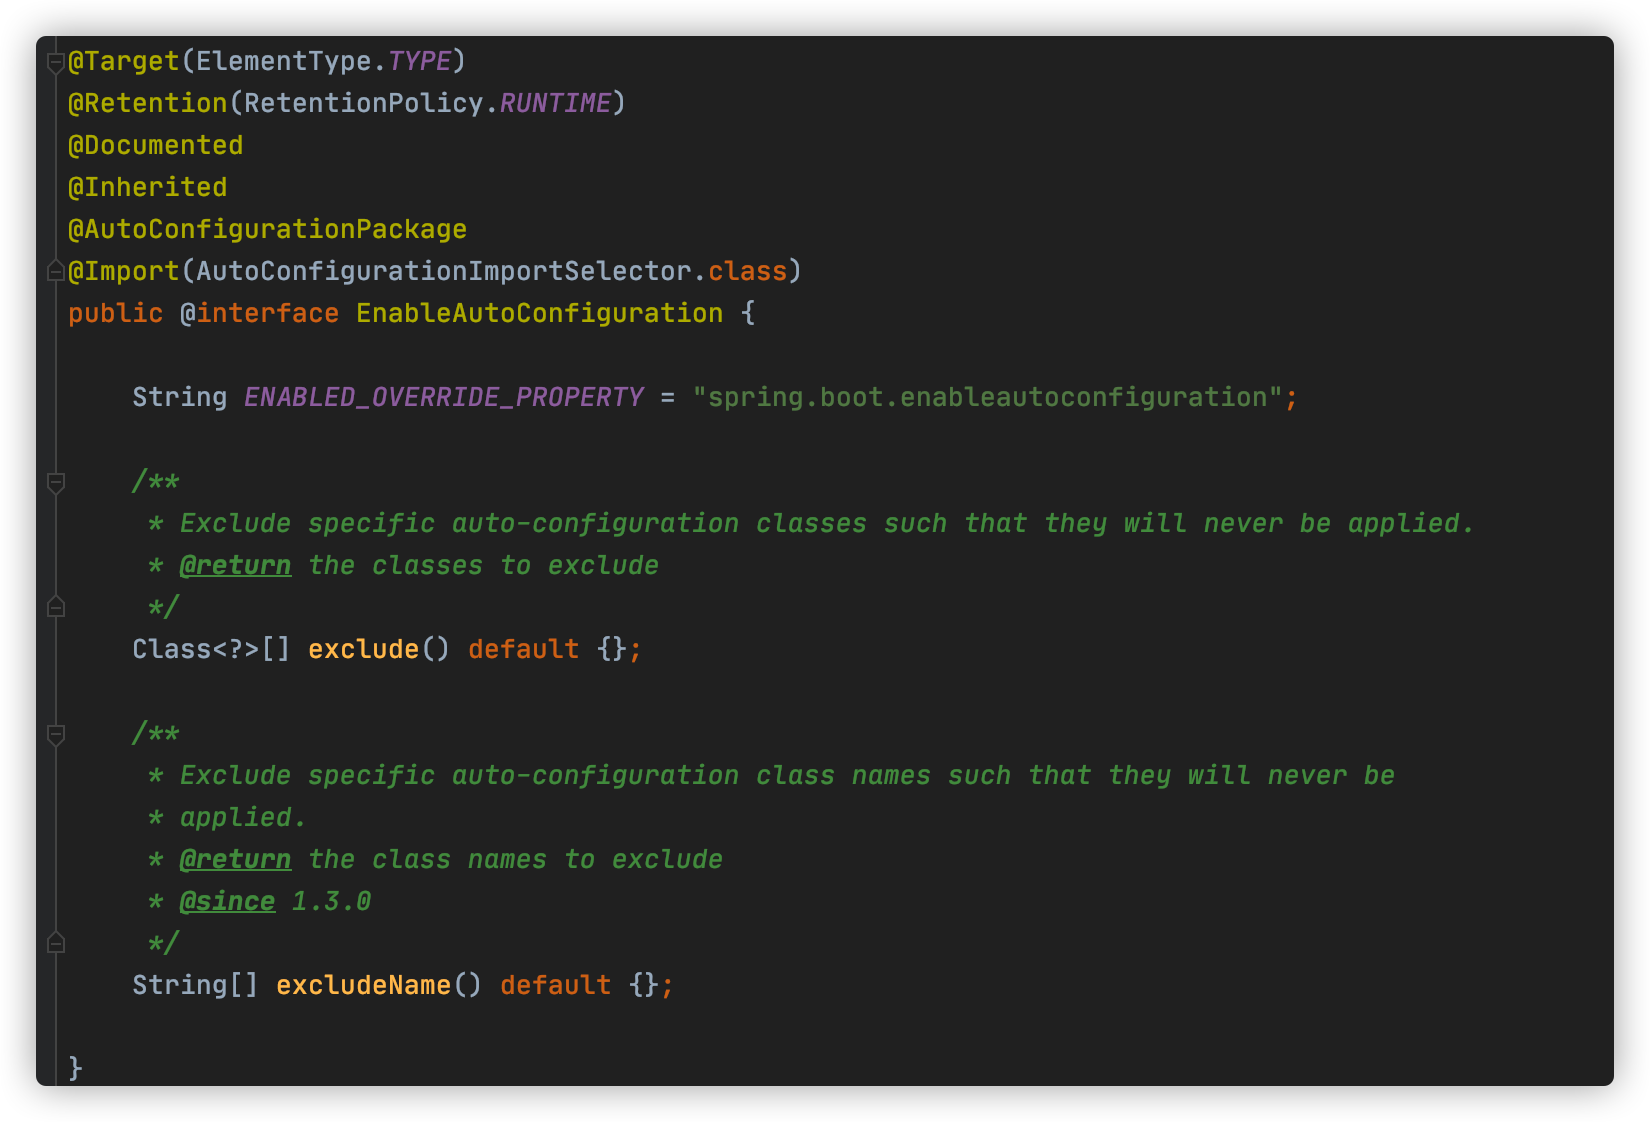 @Target(ElementType.TYPE)
@Retention(RetentionPolicy.RUNTIME)
@Documented
@Inherited
@AutoConfigurationPackage
@Import(AutoConfigurationImportSelector.class)
public @interface EnableAutoConfiguration {
String ENABLED_OVERRIDE_PROPERTY = "spring.boot.enableautoconfiguration";
/**
* Exclude specific auto-configuration classes such that they will never be applied.
* @return the classes to exclude
*/
Class<?>[] exclude() default {};
/**
* Exclude specific auto-configuration class names such that they will never be
* applied.
* @return the class names to exclude
* @since 1.3.0
*/
String[] excludeName() default {};
}